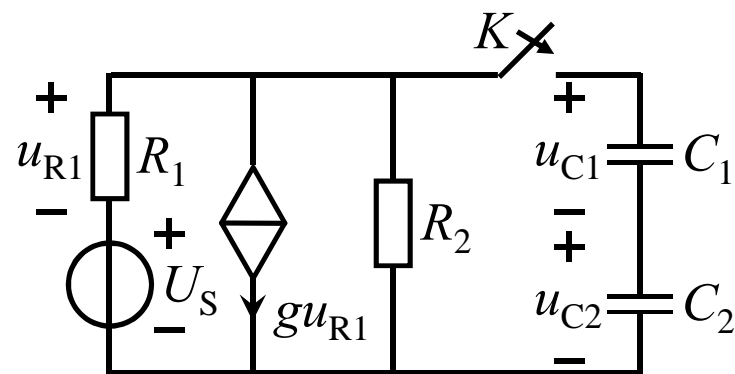 K
+
+
u_R1
R_1
u_C1
C_1
−
−
+
+
R_2
U_S
gu_R1
u_C2
C_2
−
−